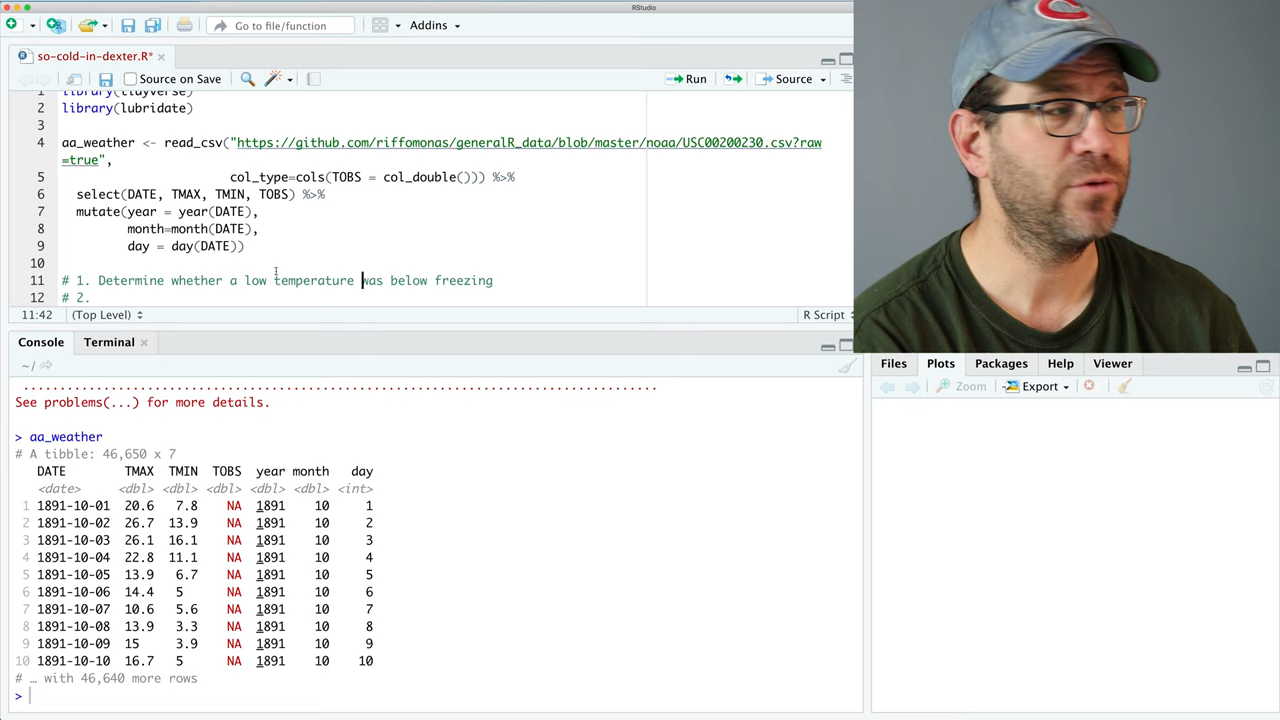 RStudio
Go to file/function
Addins
so-cold-in-dexter.R*
Source on Save
Run
Source
1 library(tidyverse)
2 library(lubridate)
3
4 aa_weather <- read_csv("https://github.com/riffomonas/generalR_data/blob/master/noaa/USC00200230.csv?raw
=true",
5 col_type=cols(TOBS = col_double())) %>%
6 select(DATE, TMAX, TMIN, TOBS) %>%
7 mutate(year = year(DATE),
8 month=month(DATE),
9 day = day(DATE))
10
11 # 1. Determine whether a low temperature was below freezing
12 # 2.
11:42 (Top Level) R Script
Console Terminal
~/
................................................................................
See problems(...) for more details.
> aa_weather
# A tibble: 46,650 x 7
DATE TMAX TMIN TOBS year month day
<date> <dbl> <dbl> <dbl> <dbl> <dbl> <int>
1 1891-10-01 20.6 7.8 NA 1891 10 1
2 1891-10-02 26.7 13.9 NA 1891 10 2
3 1891-10-03 26.1 16.1 NA 1891 10 3
4 1891-10-04 22.8 11.1 NA 1891 10 4
5 1891-10-05 13.9 6.7 NA 1891 10 5
6 1891-10-06 14.4 5 NA 1891 10 6
7 1891-10-07 10.6 5.6 NA 1891 10 7
8 1891-10-08 13.9 3.3 NA 1891 10 8
9 1891-10-09 15 3.9 NA 1891 10 9
10 1891-10-10 16.7 5 NA 1891 10 10
# … with 46,640 more rows
>
Files Plots Packages Help Viewer
Zoom Export
C